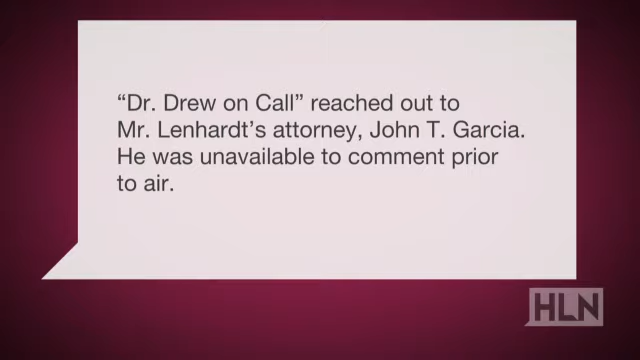 “Dr. Drew on Call” reached out to
Mr. Lenhardt’s attorney, John T. Garcia.
He was unavailable to comment prior
to air.
HLN